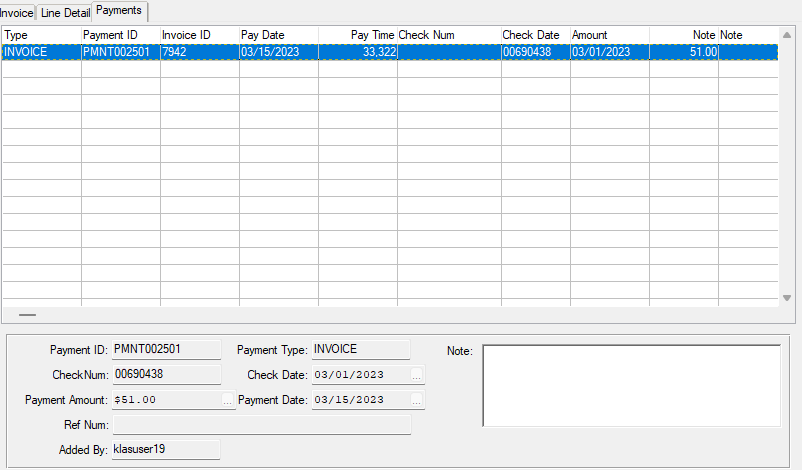 Invoice Line Detail Payments
Type Payment ID Invoice ID Pay Date Pay Time Check Num Check Date Amount Note Note
INVOICE PMNT002501 7942 03/15/2023 33,322 00690438 03/01/2023 51.00
Payment ID: PMNT002501 Payment Type: INVOICE Note:
CheckNum: 00690438 Check Date: 03/01/2023 ...
Payment Amount: $51.00 ... Payment Date: 03/15/2023 ...
Ref Num:
Added By: klasuser19